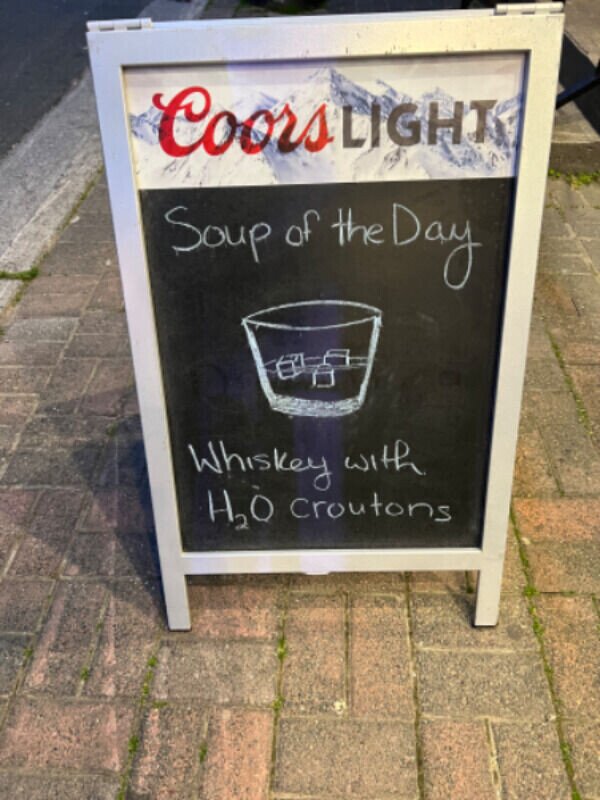 Coors LIGHT
Soup of the Day
Whiskey with
H₂O croutons